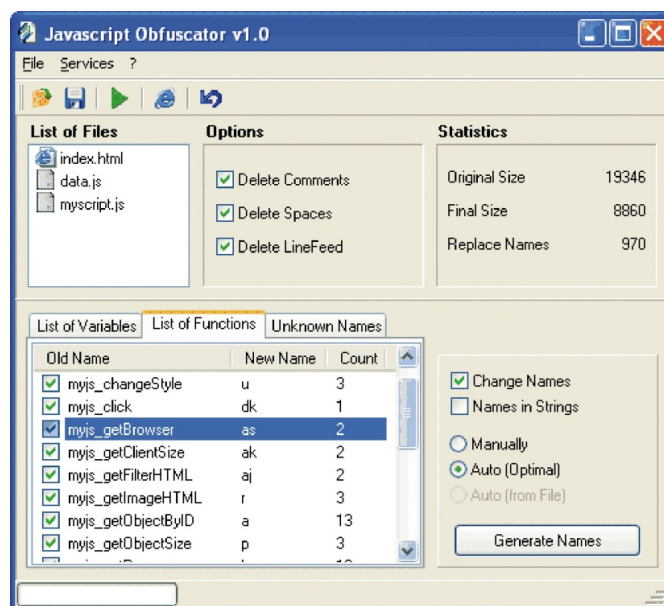 Javascript Obfuscator v1.0
File Services ?
List of Files
index.html
data.js
myscript.js
Options
Delete Comments
Delete Spaces
Delete LineFeed
Statistics
Original Size 19346
Final Size 8860
Replace Names 970
List of Variables List of Functions Unknown Names
Old Name New Name Count
myjs_changeStyle u 3
myjs_click dk 1
myjs_getBrowser as 2
myjs_getClientSize ak 2
myjs_getFilterHTML aj 2
myjs_getImageHTML r 3
myjs_getObjectByID a 13
myjs_getObjectSize p 3
Change Names
Names in Strings
Manually
Auto (Optimal)
Auto (from File)
Generate Names